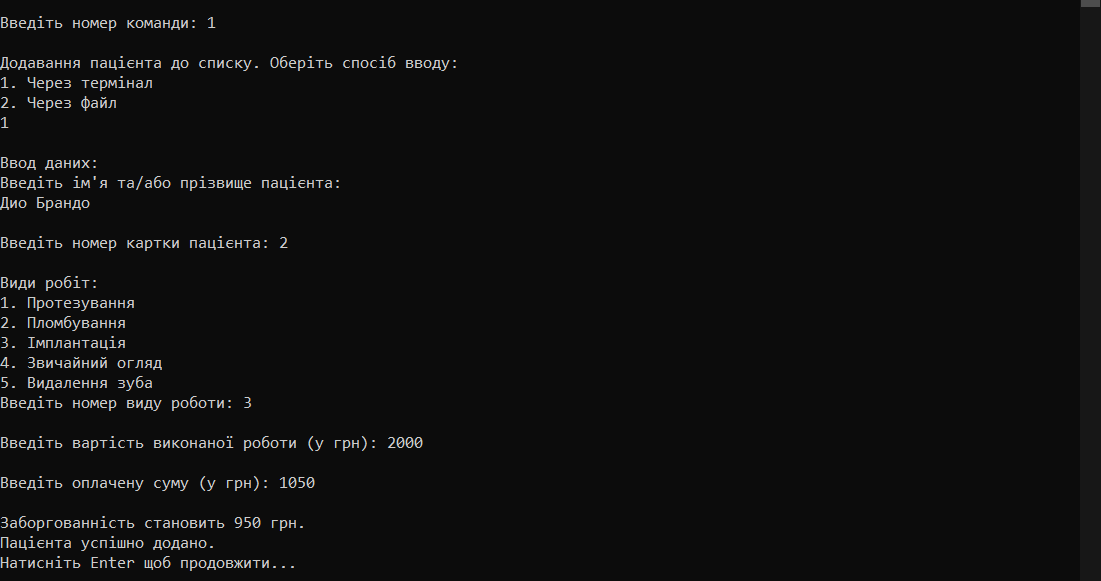 Введіть номер команди: 1
Додавання пацієнта до списку. Оберіть спосіб вводу:
1. Через термінал
2. Через файл
1
Ввод даних:
Введіть ім'я та/або прізвище пацієнта:
Дио Брандо
Введіть номер картки пацієнта: 2
Види робіт:
1. Протезування
2. Пломбування
3. Імплантація
4. Звичайний огляд
5. Видалення зуба
Введіть номер виду роботи: 3
Введіть вартість виконаної роботи (у грн): 2000
Введіть оплачену суму (у грн): 1050
Заборгованність становить 950 грн.
Пацієнта успішно додано.
Натисніть Enter щоб продовжити...